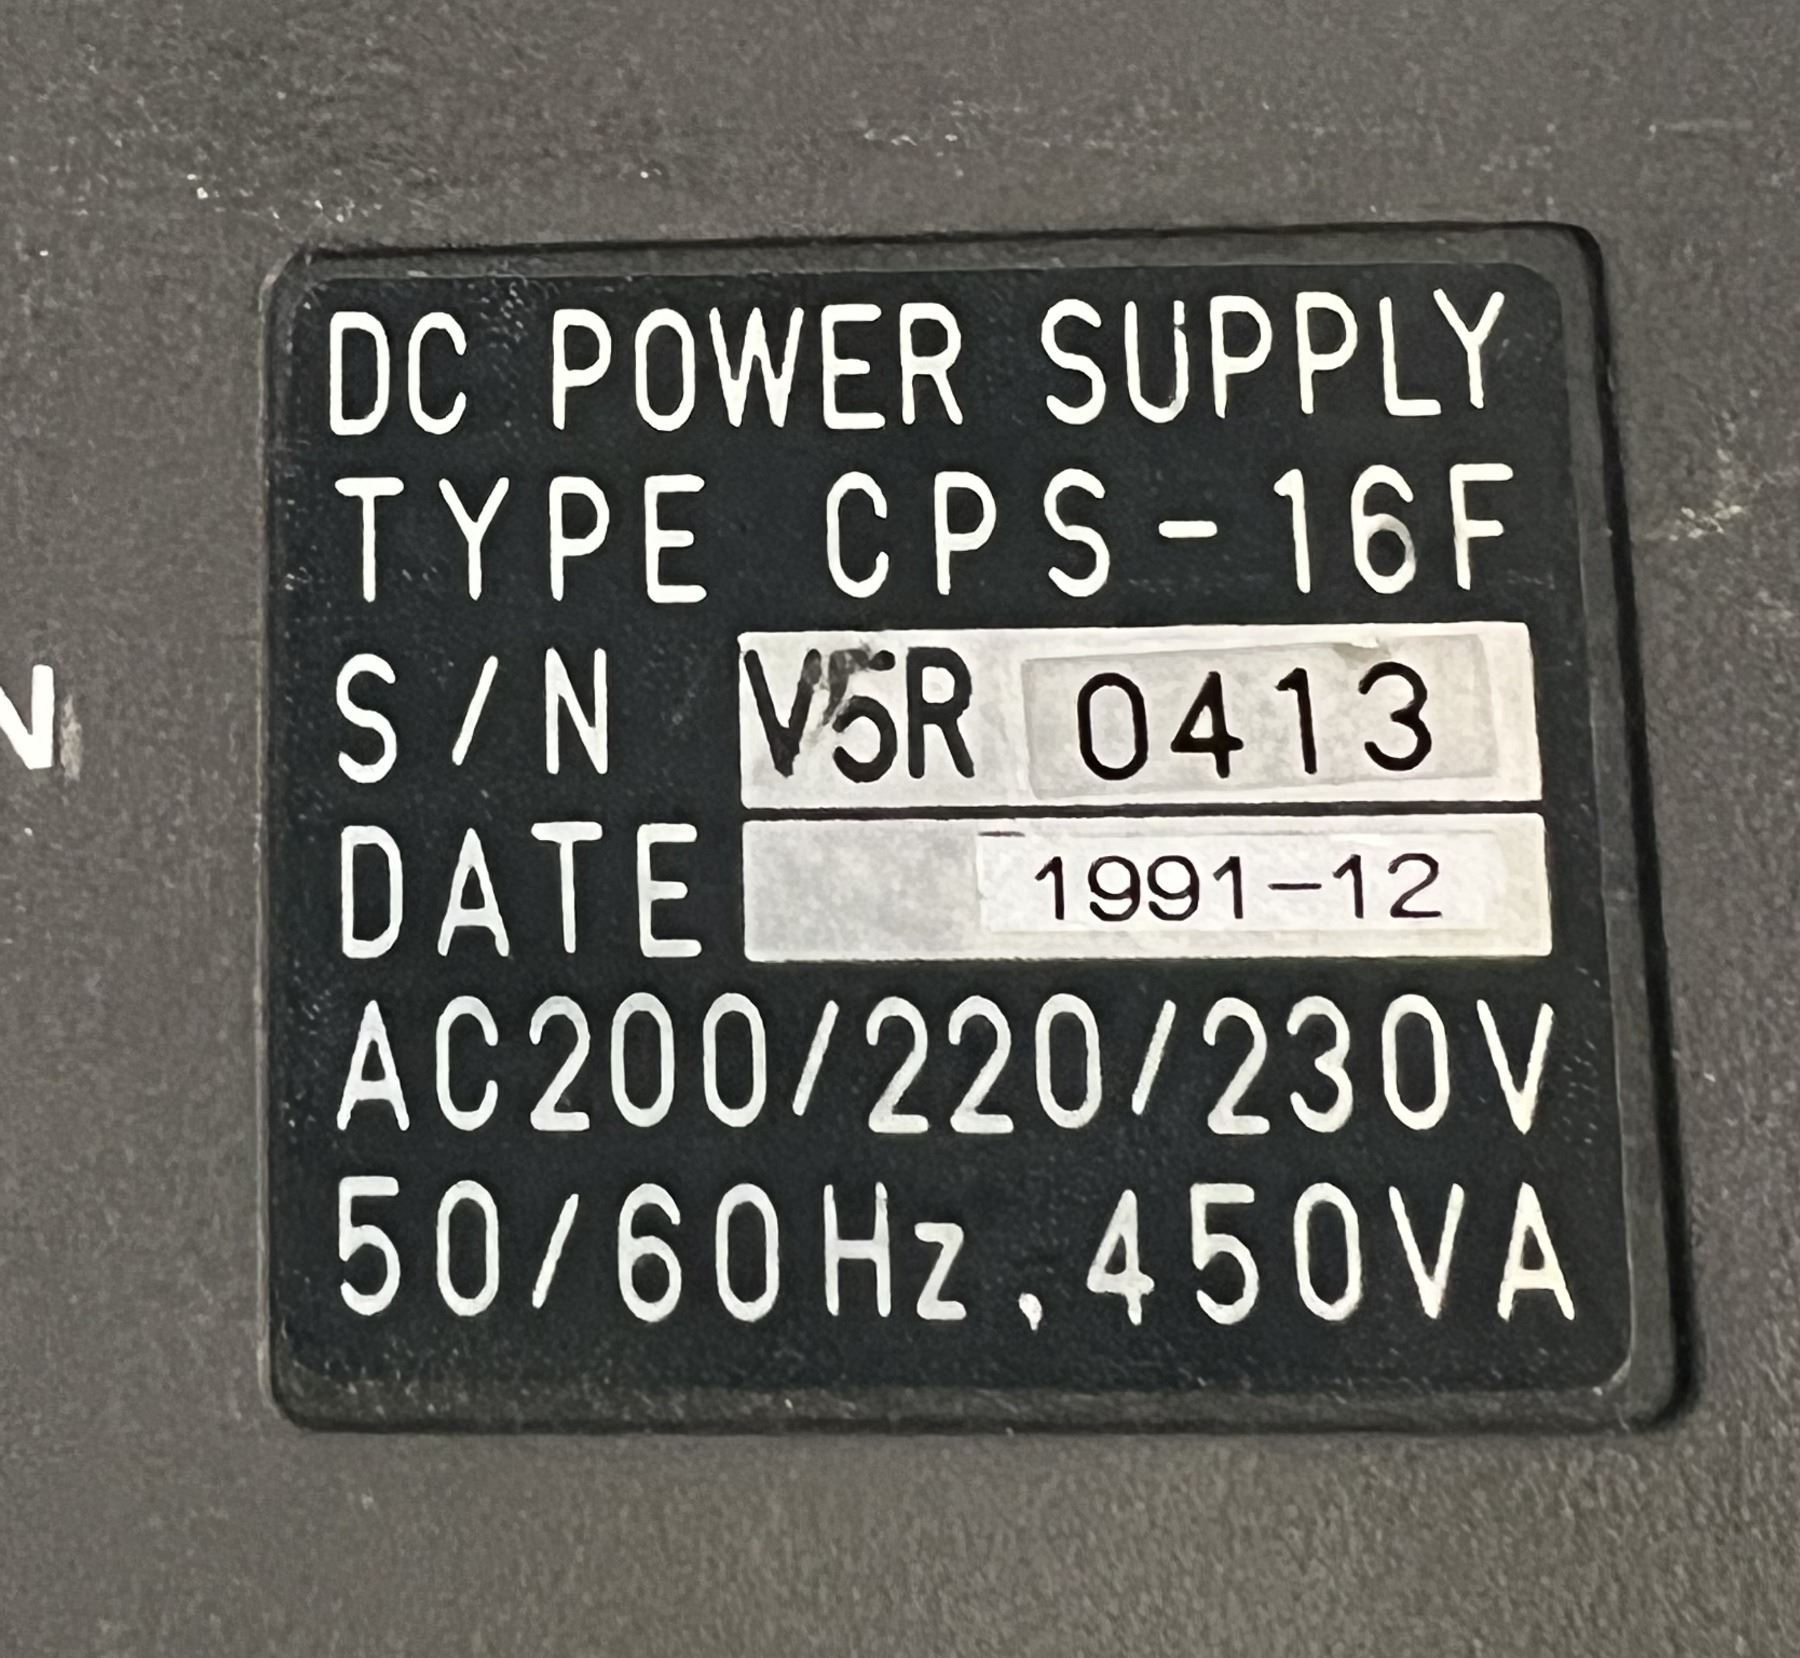 DC POWER SUPPLY
TYPE CPS-16F
S/N V5R 0413
DATE 1991-12
AC200/220/230V
50/60Hz, 450VA
N